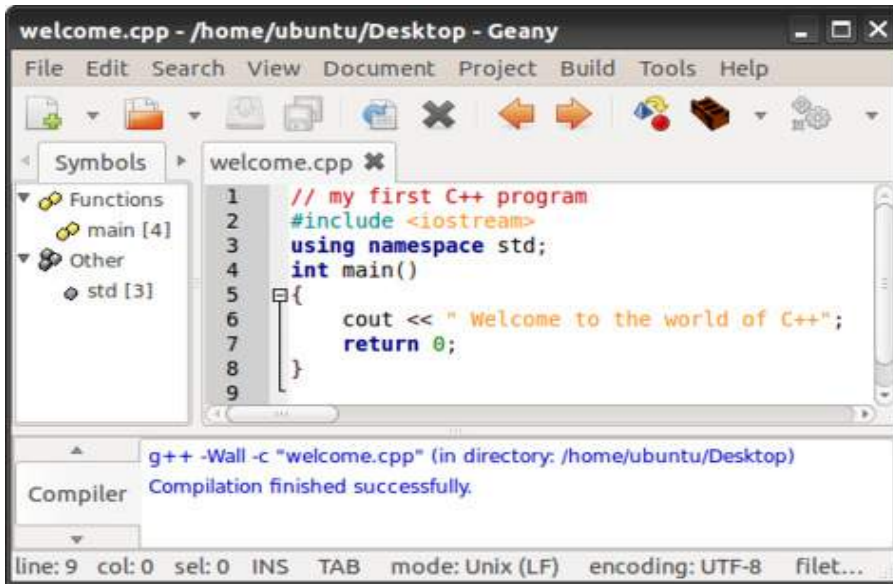 welcome.cpp - /home/ubuntu/Desktop - Geany
File Edit Search View Document Project Build Tools Help
Symbols
welcome.cpp
Functions
main [4]
Other
std [3]
1 // my first C++ program
2 #include <iostream>
3 using namespace std;
4 int main()
5 {
6 cout << " Welcome to the world of C++";
7 return 0;
8 }
9
Compiler
g++ -Wall -c "welcome.cpp" (in directory: /home/ubuntu/Desktop)
Compilation finished successfully.
line: 9 col: 0 sel: 0 INS TAB mode: Unix (LF) encoding: UTF-8 filet...